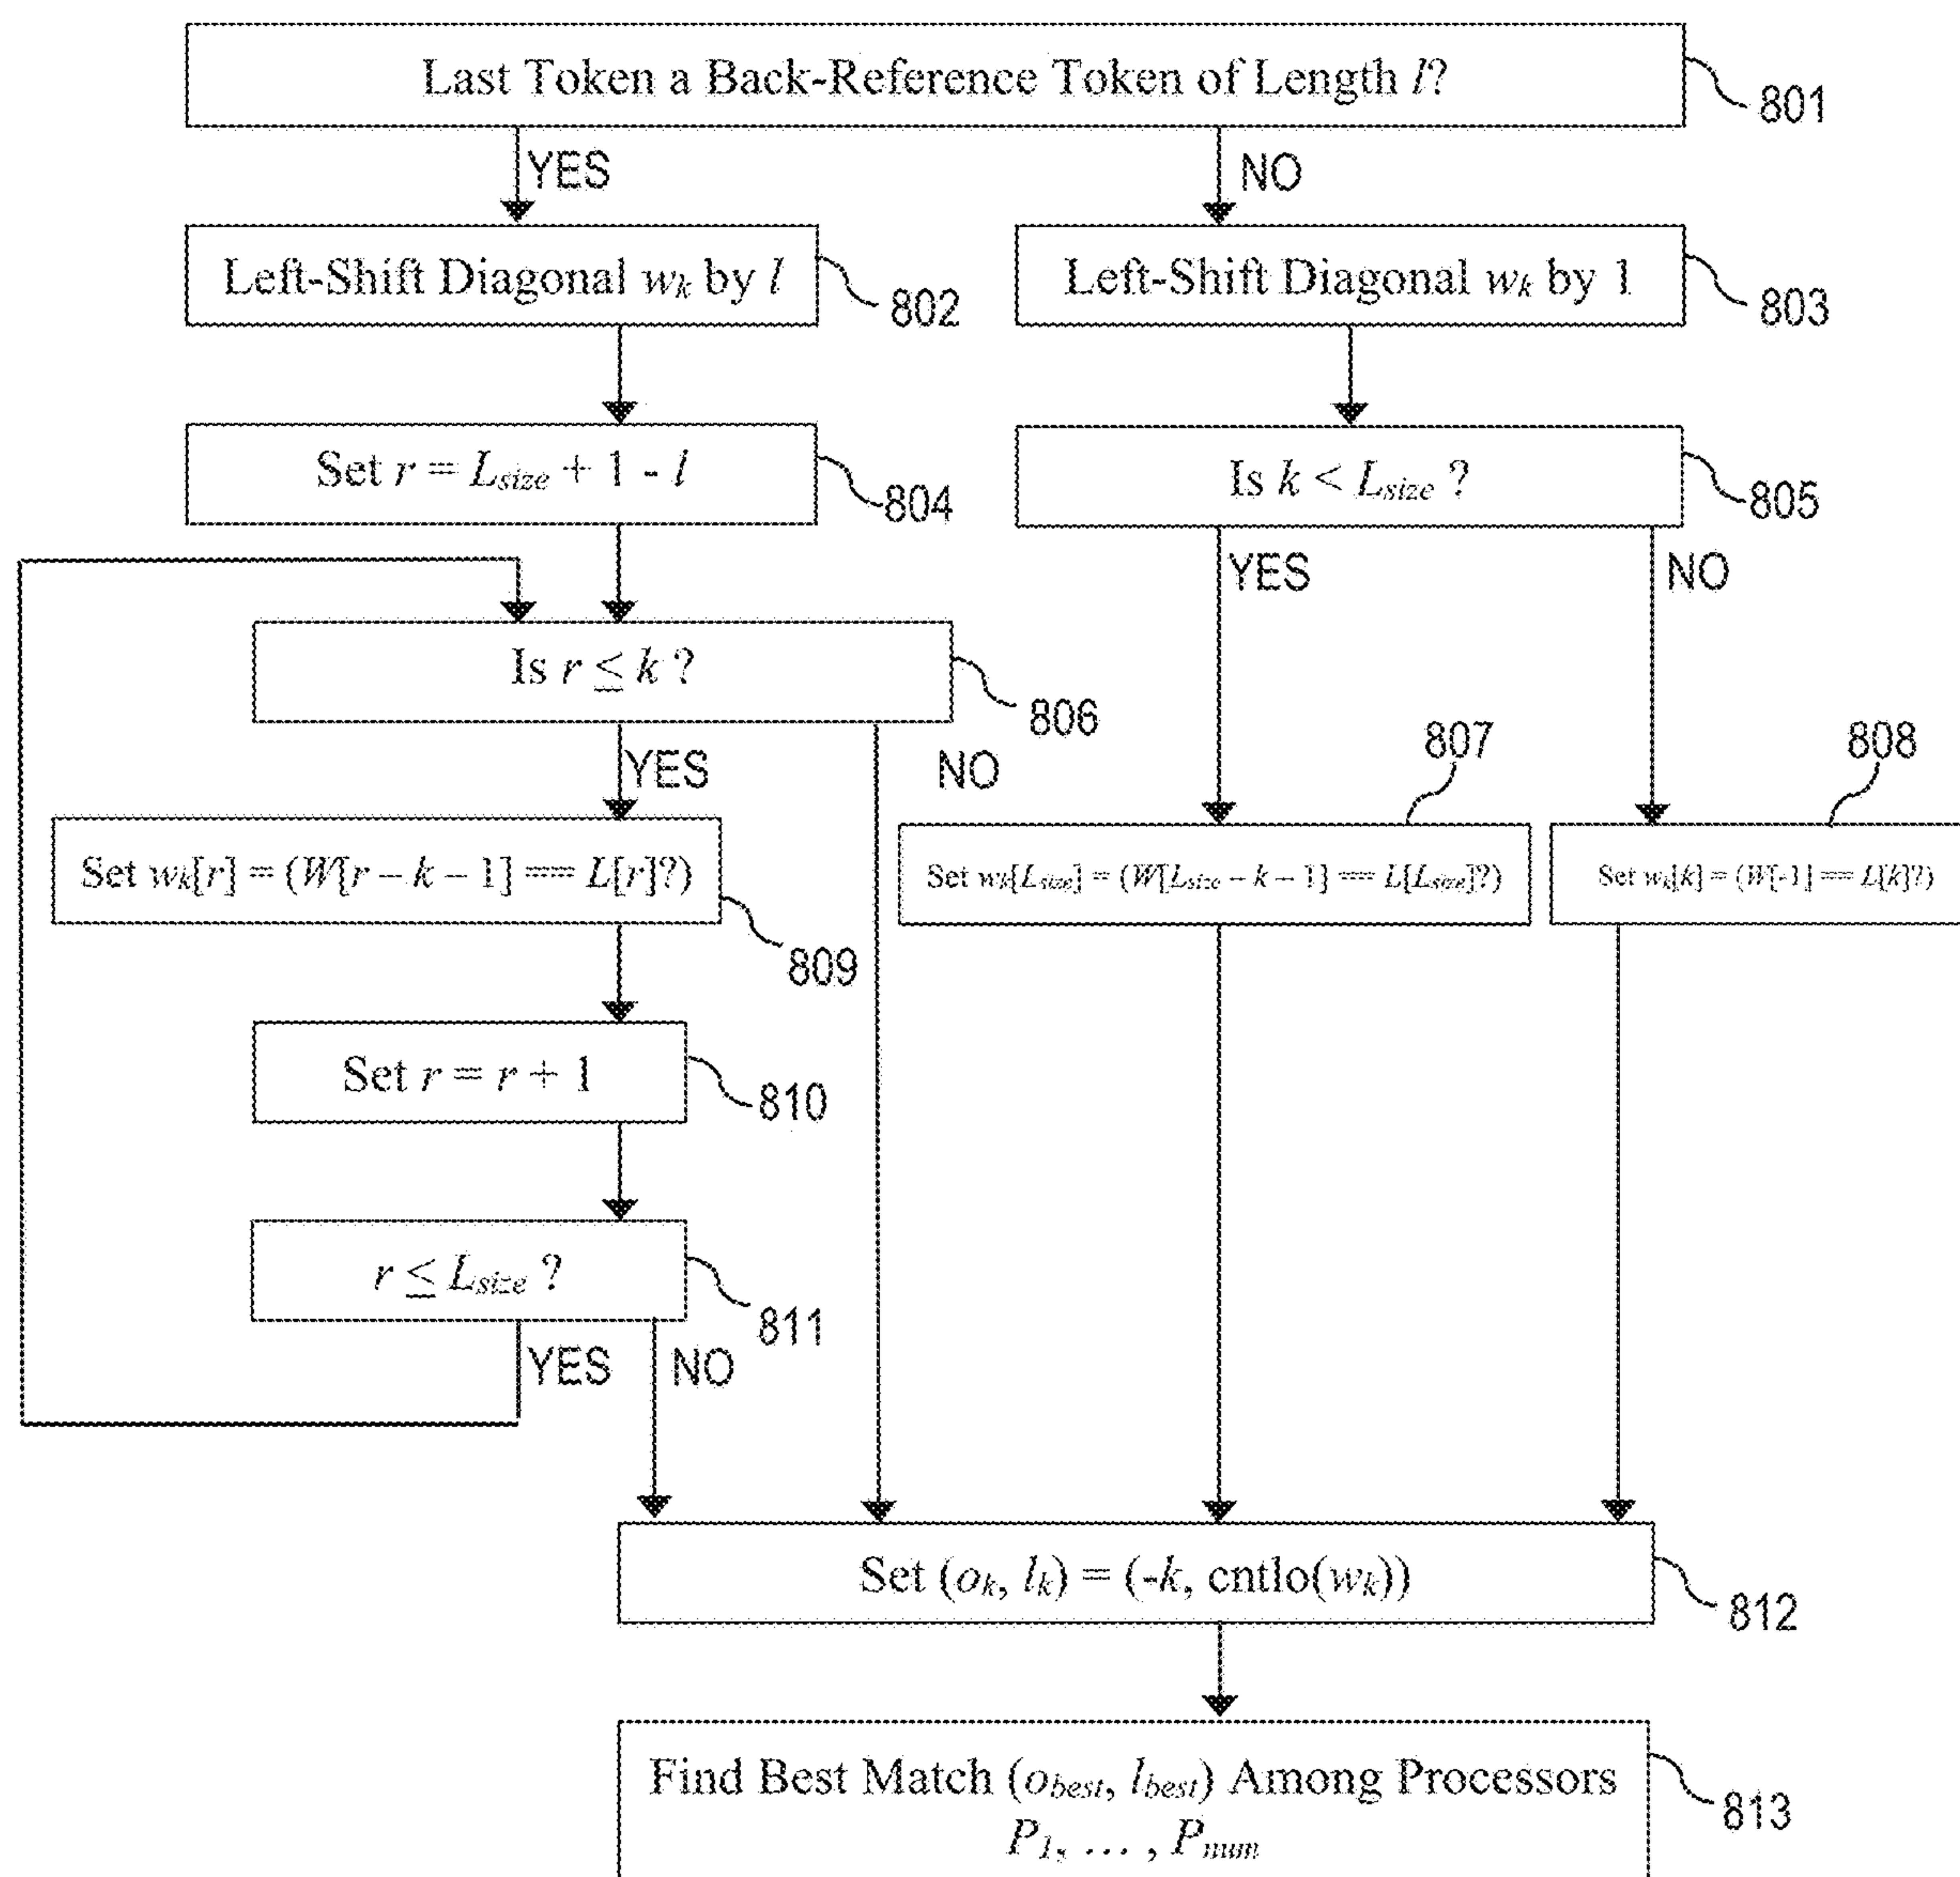 Last Token a Back-Reference Token of Length l?
801
YES
NO
Left-Shift Diagonal wk by l
802
Left-Shift Diagonal wk by 1
803
Set r = Lsize + 1 - l
804
Is k < Lsize ?
805
YES
NO
Is r ≤ k ?
806
YES
NO
807
808
Set wk[r] = (W[r – k – 1] == L[r]?)
809
Set wk[Lsize] = (W[Lsize – k – 1] == L[Lsize]?)
Set wk[k] = (W[-1] == L[k]?)
Set r = r + 1
810
r ≤ Lsize ?
811
YES
NO
Set (ok, lk) = (-k, cntlo(wk))
812
Find Best Match (obest, lbest) Among Processors
P1, … , Pnum
813